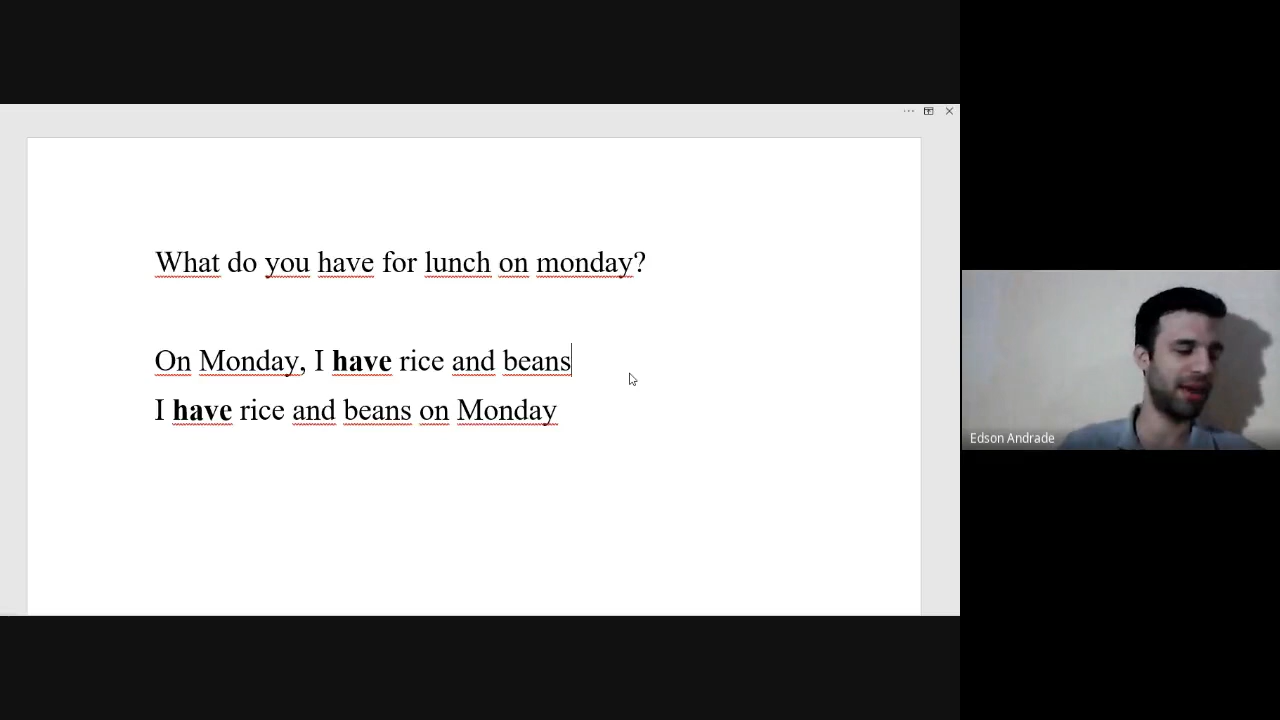 What do you have for lunch on monday?
On Monday, I have rice and beans
I have rice and beans on Monday
Edson Andrade